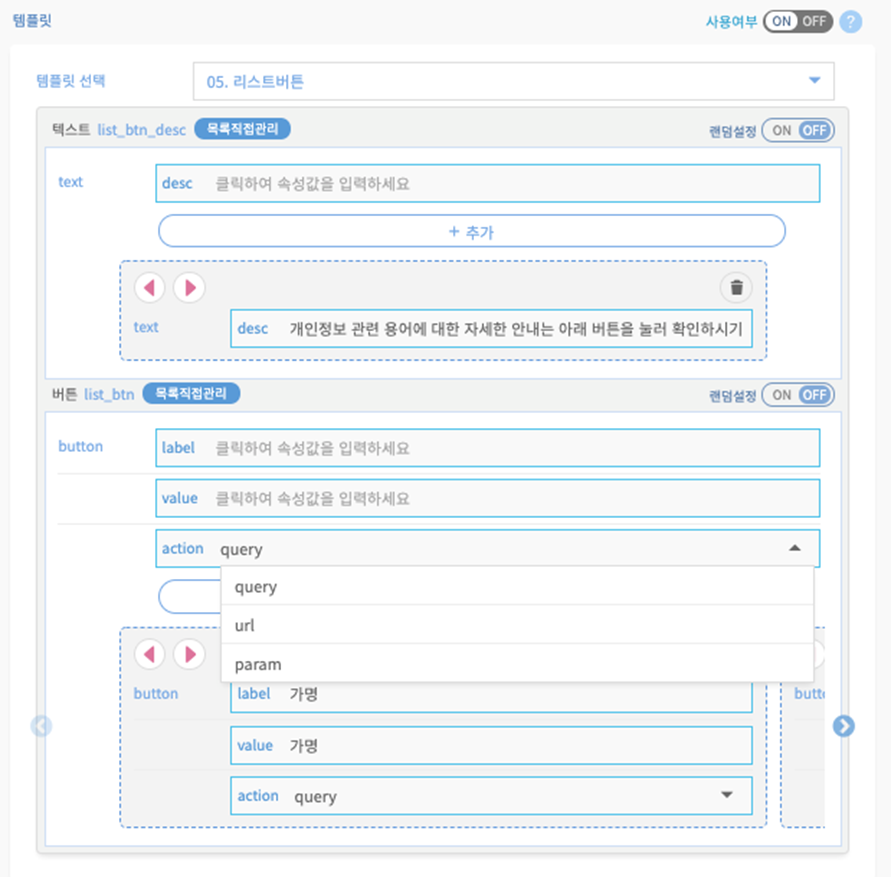 템플릿 사용여부 ON OFF ?
템플릿 선택 05. 리스트버튼
텍스트 list_btn_desc 목록직접관리 랜덤설정 ON OFF
text desc 클릭하여 속성값을 입력하세요
+ 추가
text desc 개인정보 관련 용어에 대한 자세한 안내는 아래 버튼을 눌러 확인하시기
버튼 list_btn 목록직접관리 랜덤설정 ON OFF
button label 클릭하여 속성값을 입력하세요
value 클릭하여 속성값을 입력하세요
action query
query
url
param
button label 가명
value 가명
action query